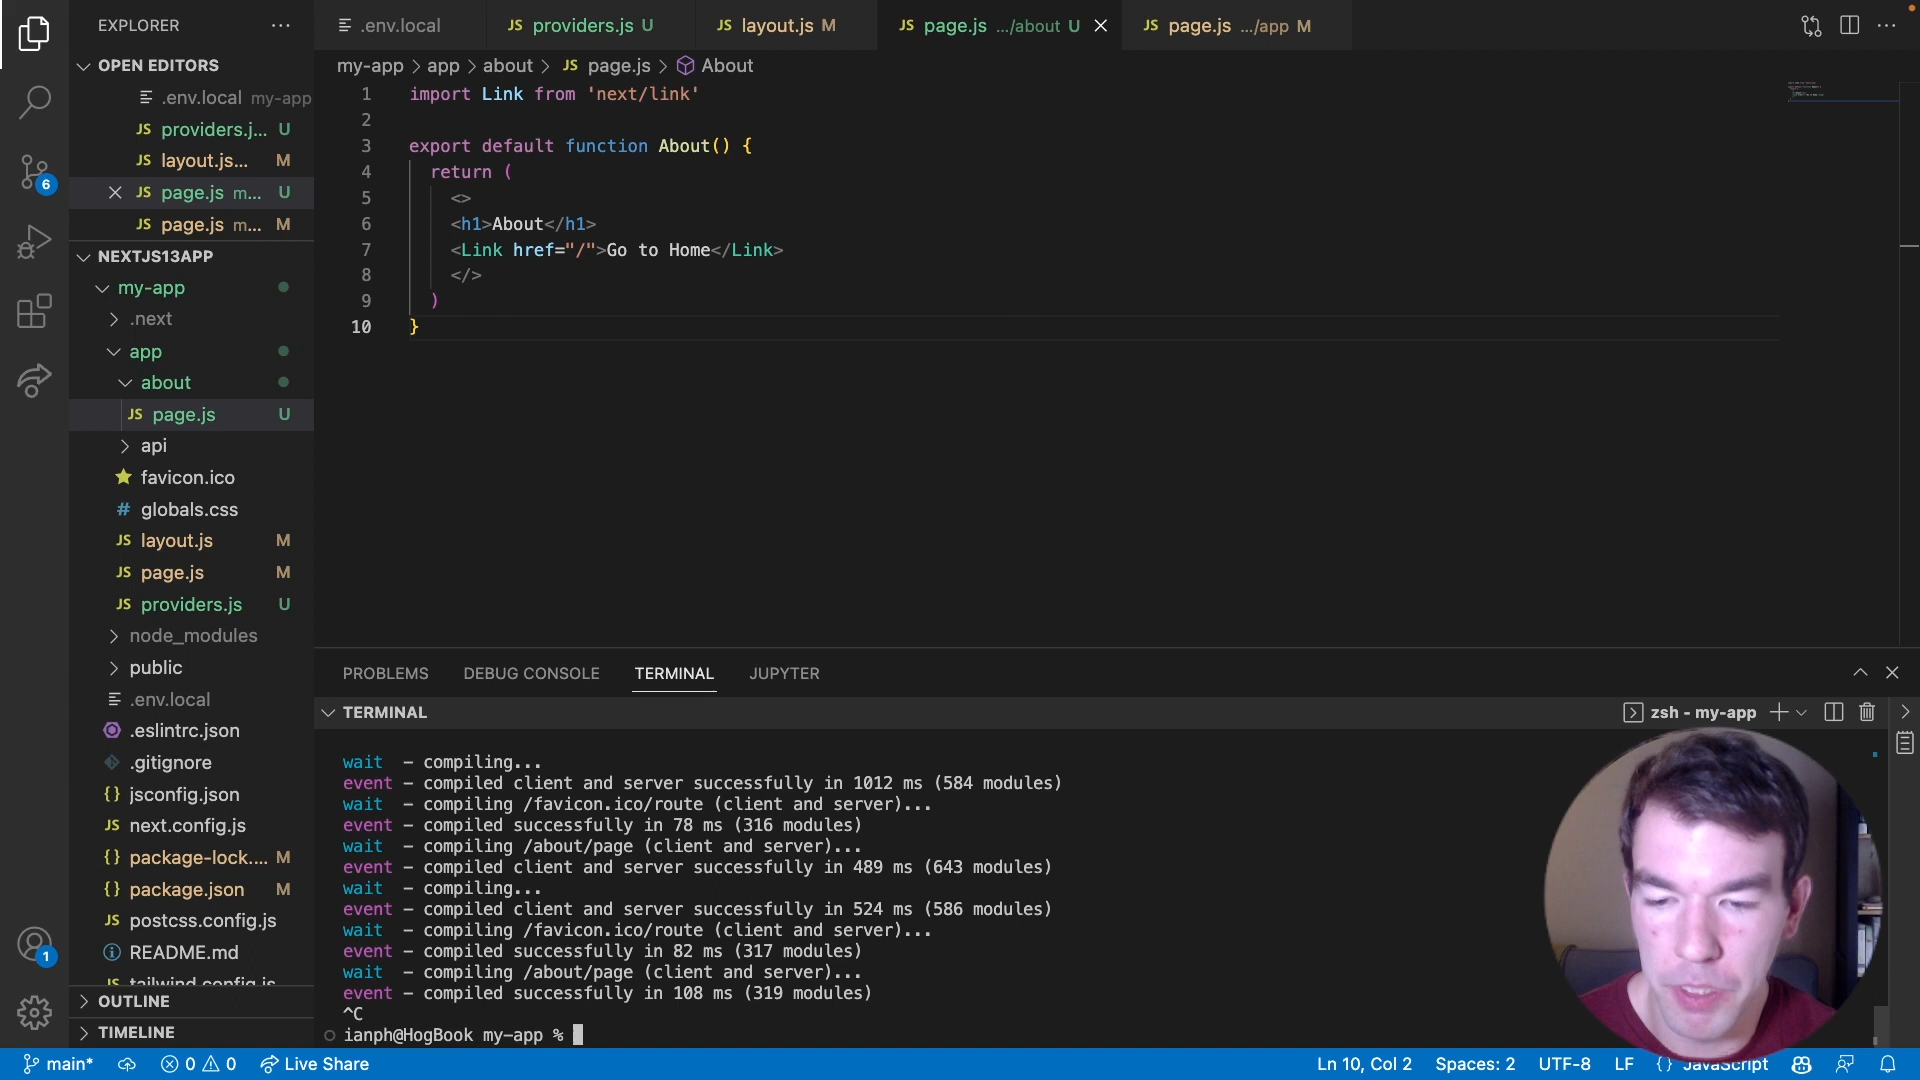 EXPLORER
OPEN EDITORS
.env.local my-app
JS providers.j... U
JS layout.js... M
JS page.js m... U
JS page.js m... M
NEXTJS13APP
my-app
.next
app
about
JS page.js U
api
favicon.ico
# globals.css
JS layout.js M
JS page.js M
JS providers.js U
node_modules
public
.env.local
.eslintrc.json
.gitignore
{} jsconfig.json
JS next.config.js
{} package-lock.... M
{} package.json M
JS postcss.config.js
README.md
JS tailwind.config.js
OUTLINE
TIMELINE
6
1
.env.local
JS providers.js U
JS layout.js M
JS page.js .../about U
JS page.js .../app M
my-app > app > about > JS page.js > About
1 import Link from 'next/link'
2
3 export default function About() {
4 return (
5 <>
6 <h1>About</h1>
7 <Link href="/">Go to Home</Link>
8 </>
9 )
10 }
PROBLEMS DEBUG CONSOLE TERMINAL JUPYTER
TERMINAL
zsh - my-app
wait - compiling...
event - compiled client and server successfully in 1012 ms (584 modules)
wait - compiling /favicon.ico/route (client and server)...
event - compiled successfully in 78 ms (316 modules)
wait - compiling /about/page (client and server)...
event - compiled client and server successfully in 489 ms (643 modules)
wait - compiling...
event - compiled client and server successfully in 524 ms (586 modules)
wait - compiling /favicon.ico/route (client and server)...
event - compiled successfully in 82 ms (317 modules)
wait - compiling /about/page (client and server)...
event - compiled successfully in 108 ms (319 modules)
^C
ianph@HogBook my-app %
main* 0 0 Live Share
Ln 10, Col 2 Spaces: 2 UTF-8 LF {} JavaScript